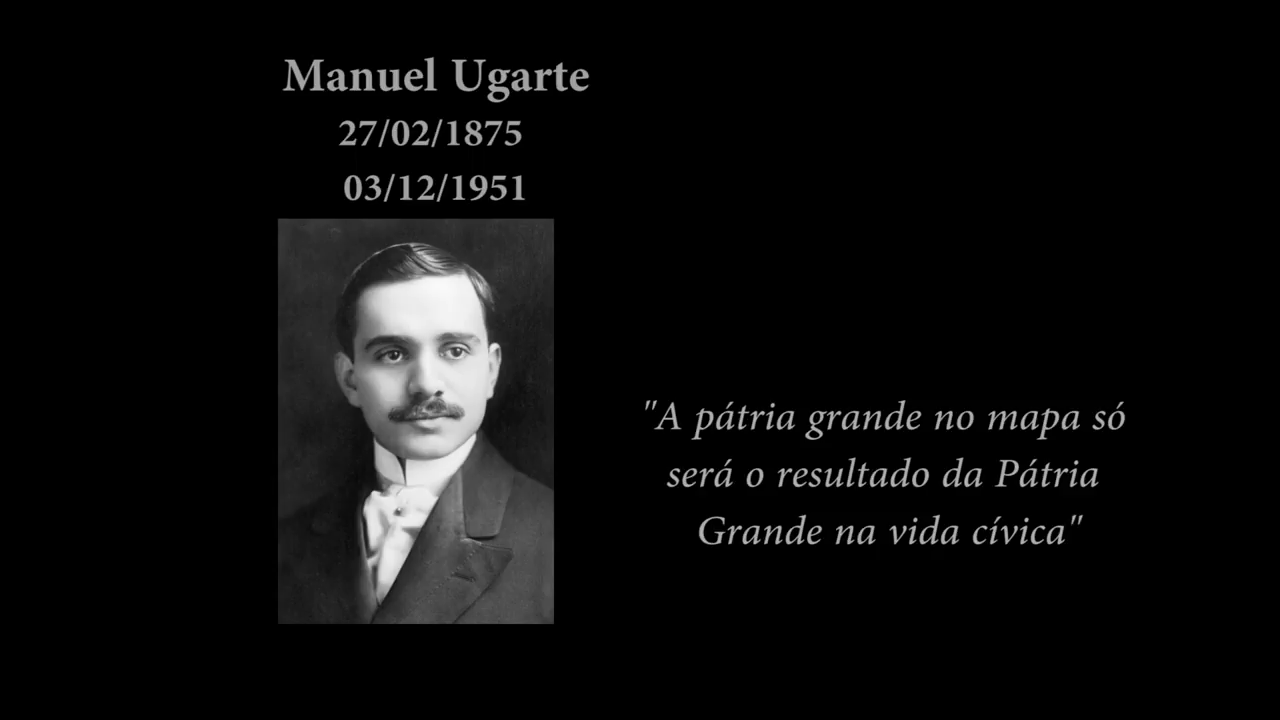 Manuel Ugarte
27/02/1875
03/12/1951
"A pátria grande no mapa só
será o resultado da Pátria
Grande na vida cívica"